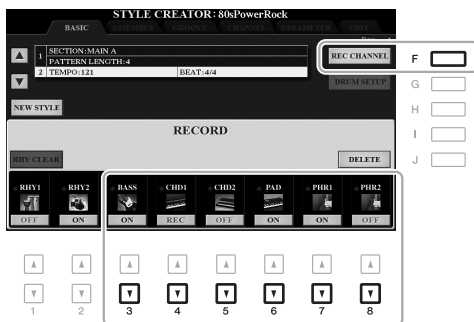 STYLE CREATOR: 80sPowerRock
BASIC ASSEMBLY GROOVE CHANNEL PARAMETER EDIT
1 SECTION:MAIN A
PATTERN LENGTH:4
2 TEMPO:121 BEAT:4/4
REC CHANNEL F
DRUM SETUP G
NEW STYLE H
RECORD I
RHY CLEAR DELETE J
RHY1 RHY2 BASS CHD1 CHD2 PAD PHR1 PHR2
OFF ON ON REC OFF ON ON OFF
1 2 3 4 5 6 7 8